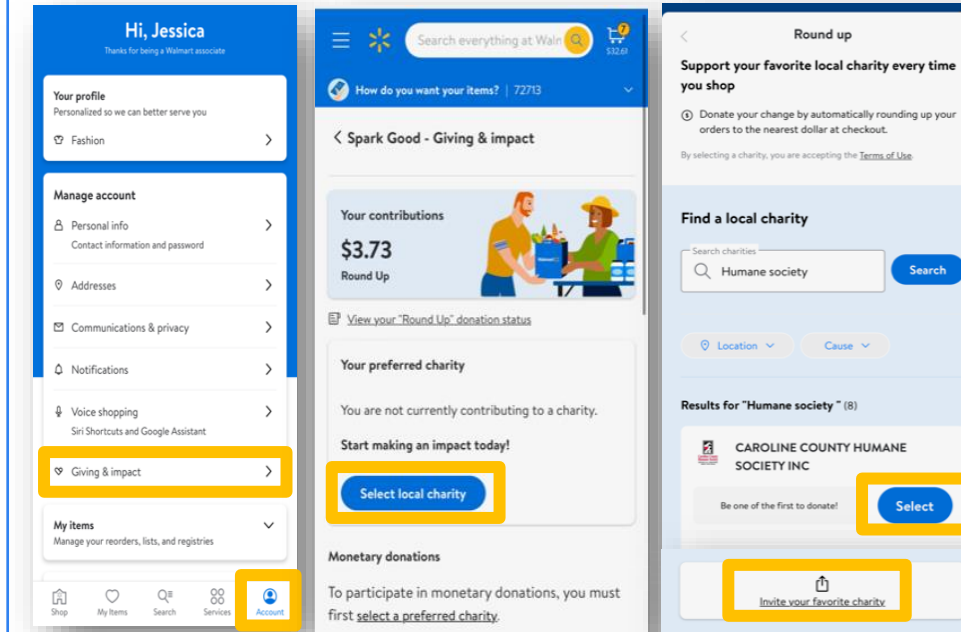 Hi, Jessica
Thanks for being a Walmart associate
Your profile
Personalized so we can better serve you
Fashion
Manage account
Personal info
Contact information and password
Addresses
Communications & privacy
Notifications
Voice shopping
Siri Shortcuts and Google Assistant
Giving & impact
My items
Manage your reorders, lists, and registries
Shop
My Items
Search
Services
Account
Search everything at Waln
7
$32.61
How do you want your items? | 72713
Spark Good - Giving & impact
Your contributions
$3.73
Round Up
View your "Round Up" donation status
Your preferred charity
You are not currently contributing to a charity.
Start making an impact today!
Select local charity
Monetary donations
To participate in monetary donations, you must
first select a preferred charity.
Round up
Support your favorite local charity every time
you shop
Donate your change by automatically rounding up your
orders to the nearest dollar at checkout.
By selecting a charity, you are accepting the Terms of Use.
Find a local charity
Search charities
Humane society
Search
Location
Cause
Results for "Humane society " (8)
CAROLINE COUNTY HUMANE
SOCIETY INC
Be one of the first to donate!
Select
Invite your favorite charity